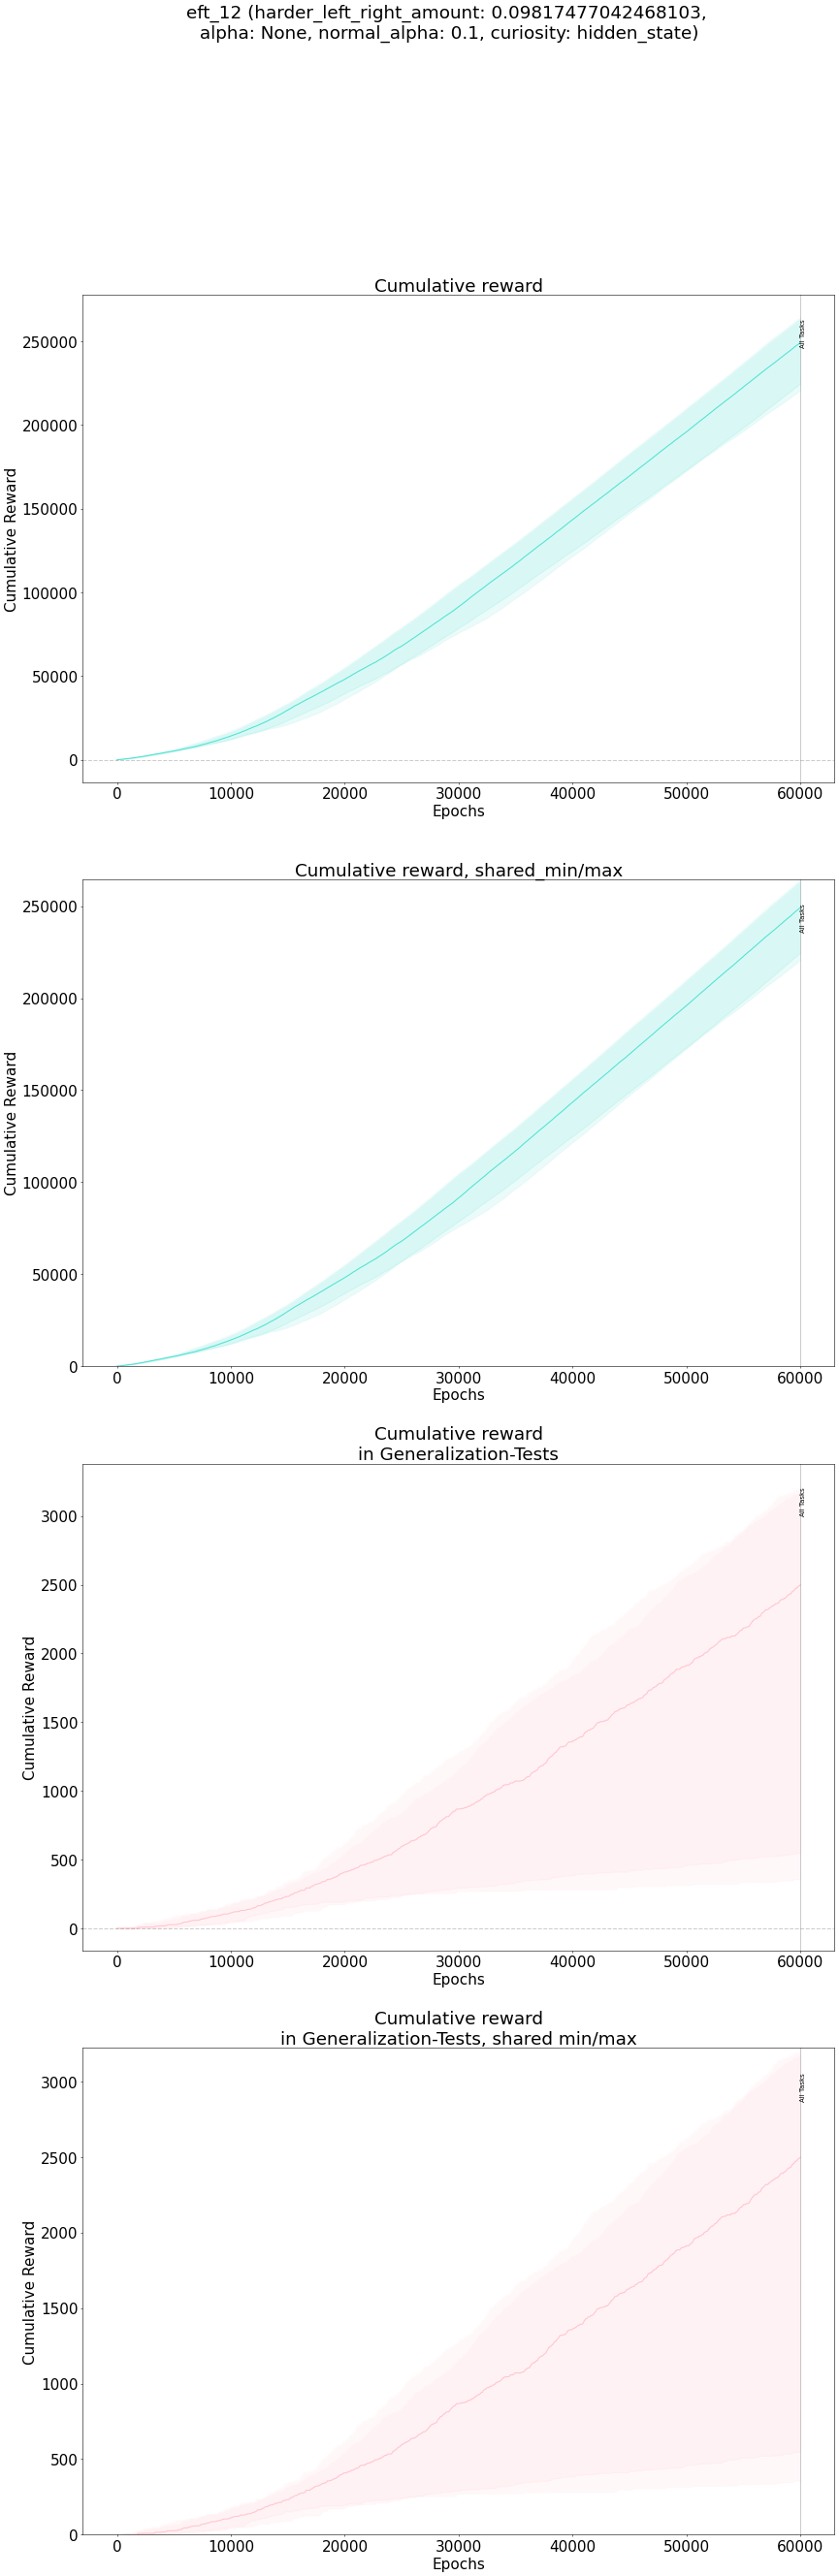 eft_12 (harder_left_right_amount: 0.09817477042468103,
alpha: None, normal_alpha: 0.1, curiosity: hidden_state)
Cumulative reward
250000
200000
150000
100000
50000
0
Cumulative Reward
All Tasks
0 10000 20000 30000 40000 50000 60000
Epochs
Cumulative reward, shared_min/max
250000
200000
150000
100000
50000
0
Cumulative Reward
All Tasks
0 10000 20000 30000 40000 50000 60000
Epochs
Cumulative reward
in Generalization-Tests
3000
2500
2000
1500
1000
500
0
Cumulative Reward
All Tasks
0 10000 20000 30000 40000 50000 60000
Epochs
Cumulative reward
in Generalization-Tests, shared min/max
3000
2500
2000
1500
1000
500
0
Cumulative Reward
All Tasks
0 10000 20000 30000 40000 50000 60000
Epochs